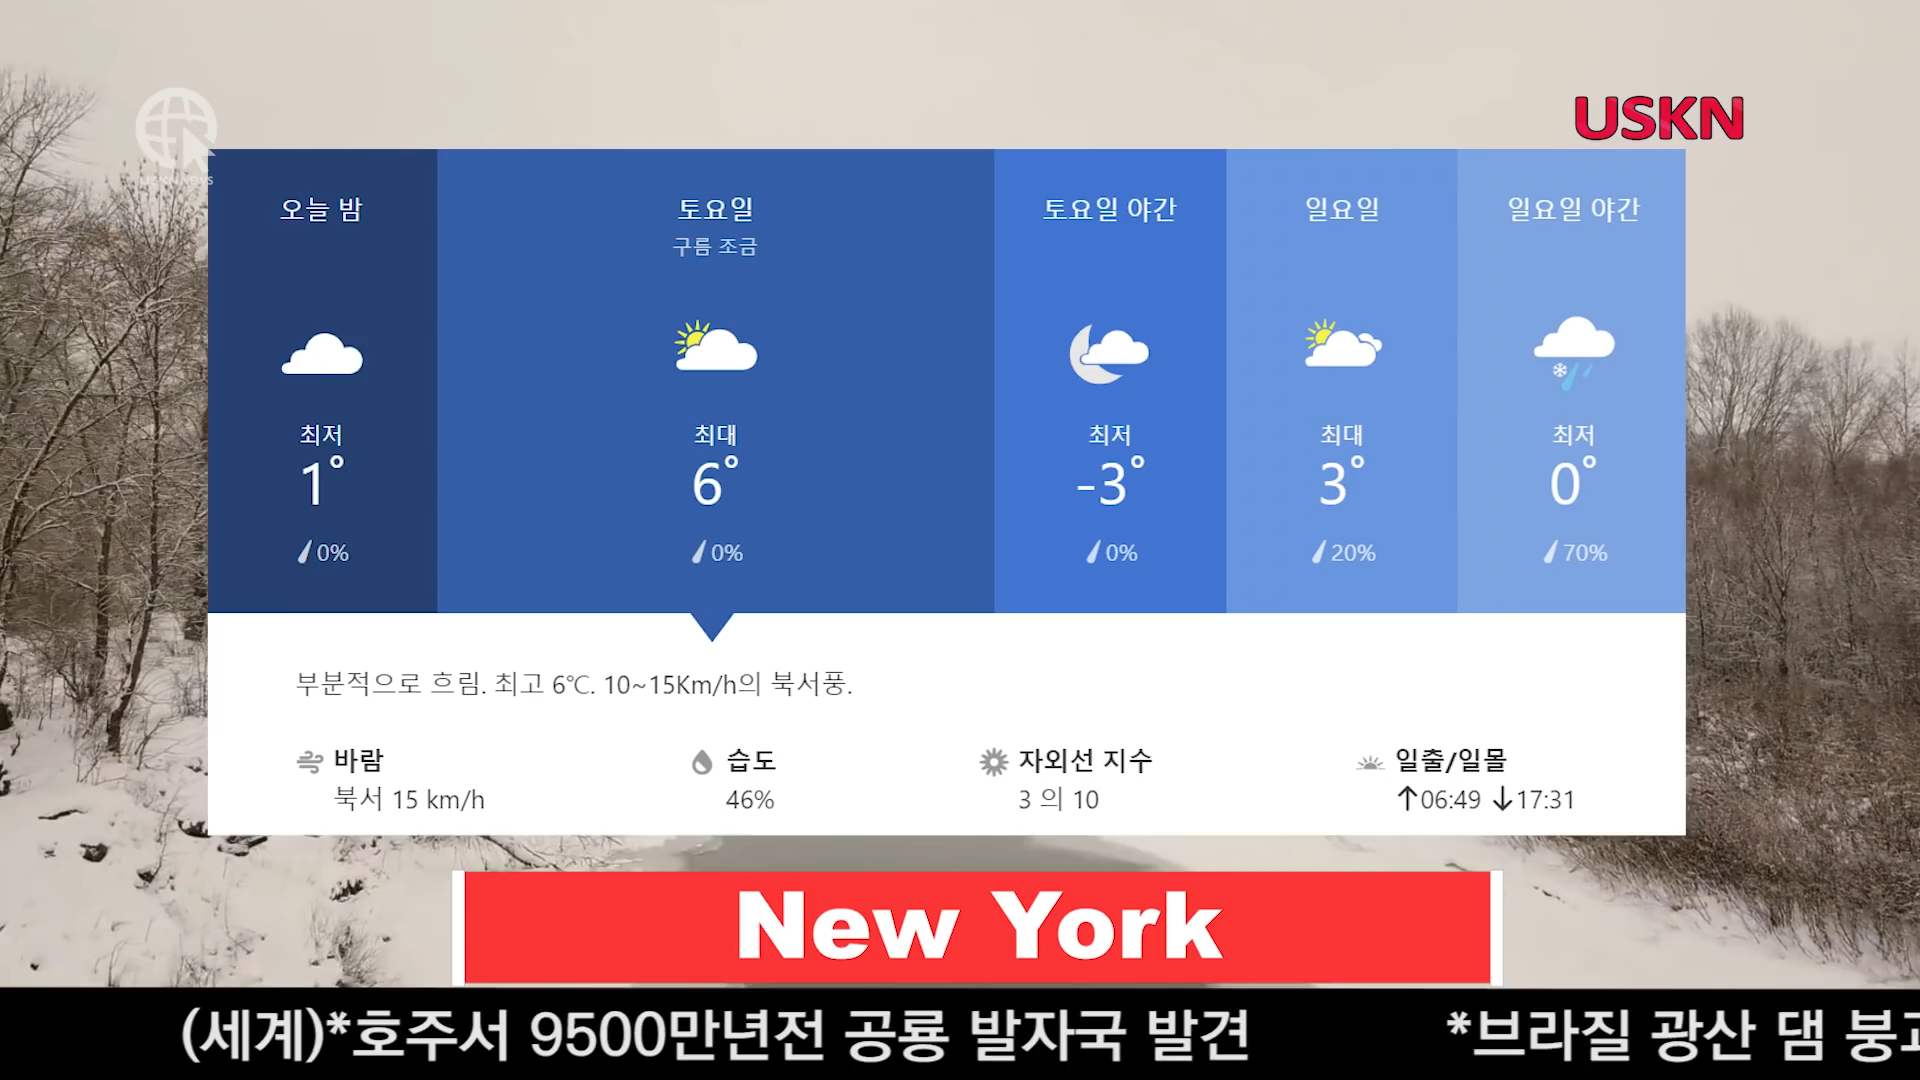 USKN
USKN NEWS
오늘 밤
토요일
구름 조금
토요일 야간
일요일
일요일 야간
최저
1°
0%
최대
6°
0%
최저
-3°
0%
최대
3°
20%
최저
0°
70%
부분적으로 흐림. 최고 6℃. 10~15Km/h의 북서풍.
바람
북서 15 km/h
습도
46%
자외선 지수
3 의 10
일출/일몰
↑06:49 ↓17:31
New York
(세계)*호주서 9500만년전 공룡 발자국 발견 *브라질 광산 댐